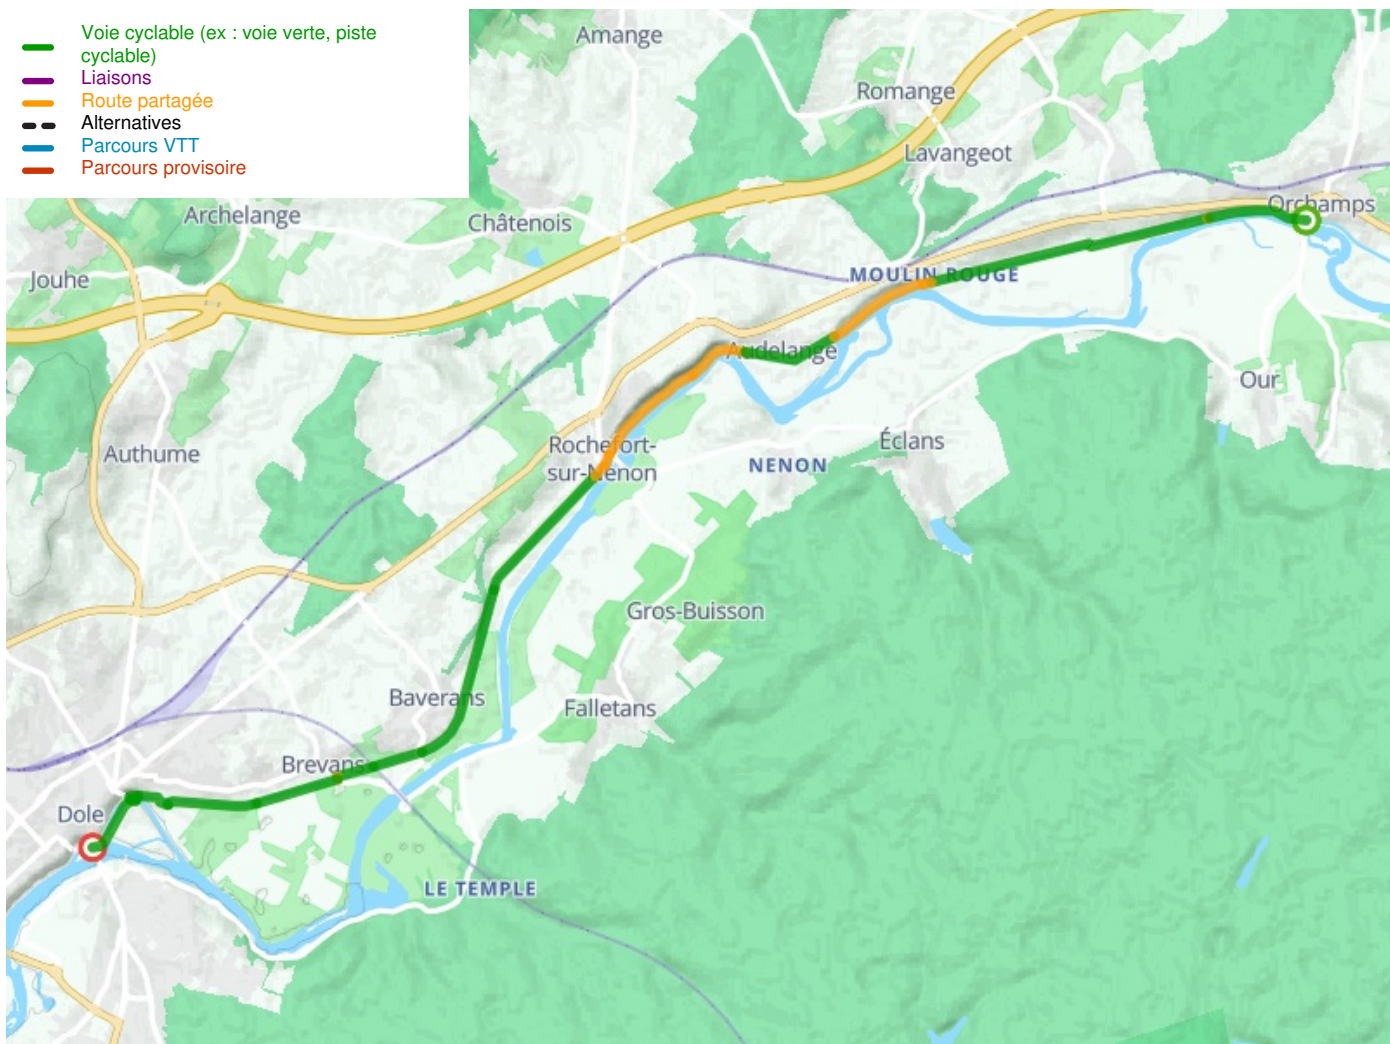 Voie cyclable (ex : voie verte, piste
cyclable)
Liaisons
Route partagée
Alternatives
Parcours VTT
Parcours provisoire
Amange
Romange
Lavangeot
Archelange
Châtenois
Orchamps
Jouhe
MOULIN ROUGE
Audelange
Our
Authume
Rochefort-
sur-Nenon
Éclans
NENON
Gros-Buisson
Baverans
Falletans
Brevans
Dole
LE TEMPLE